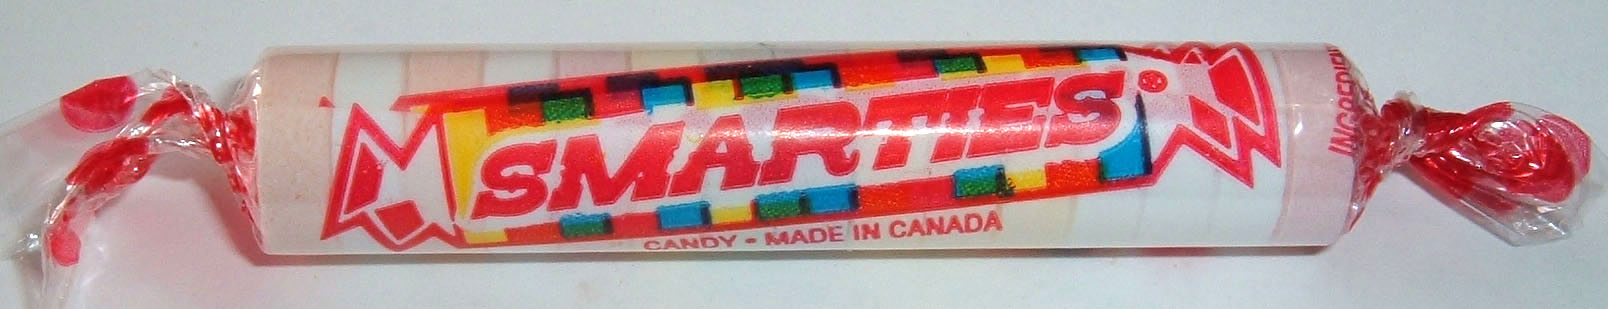 SMARTIES®
CANDY • MADE IN CANADA